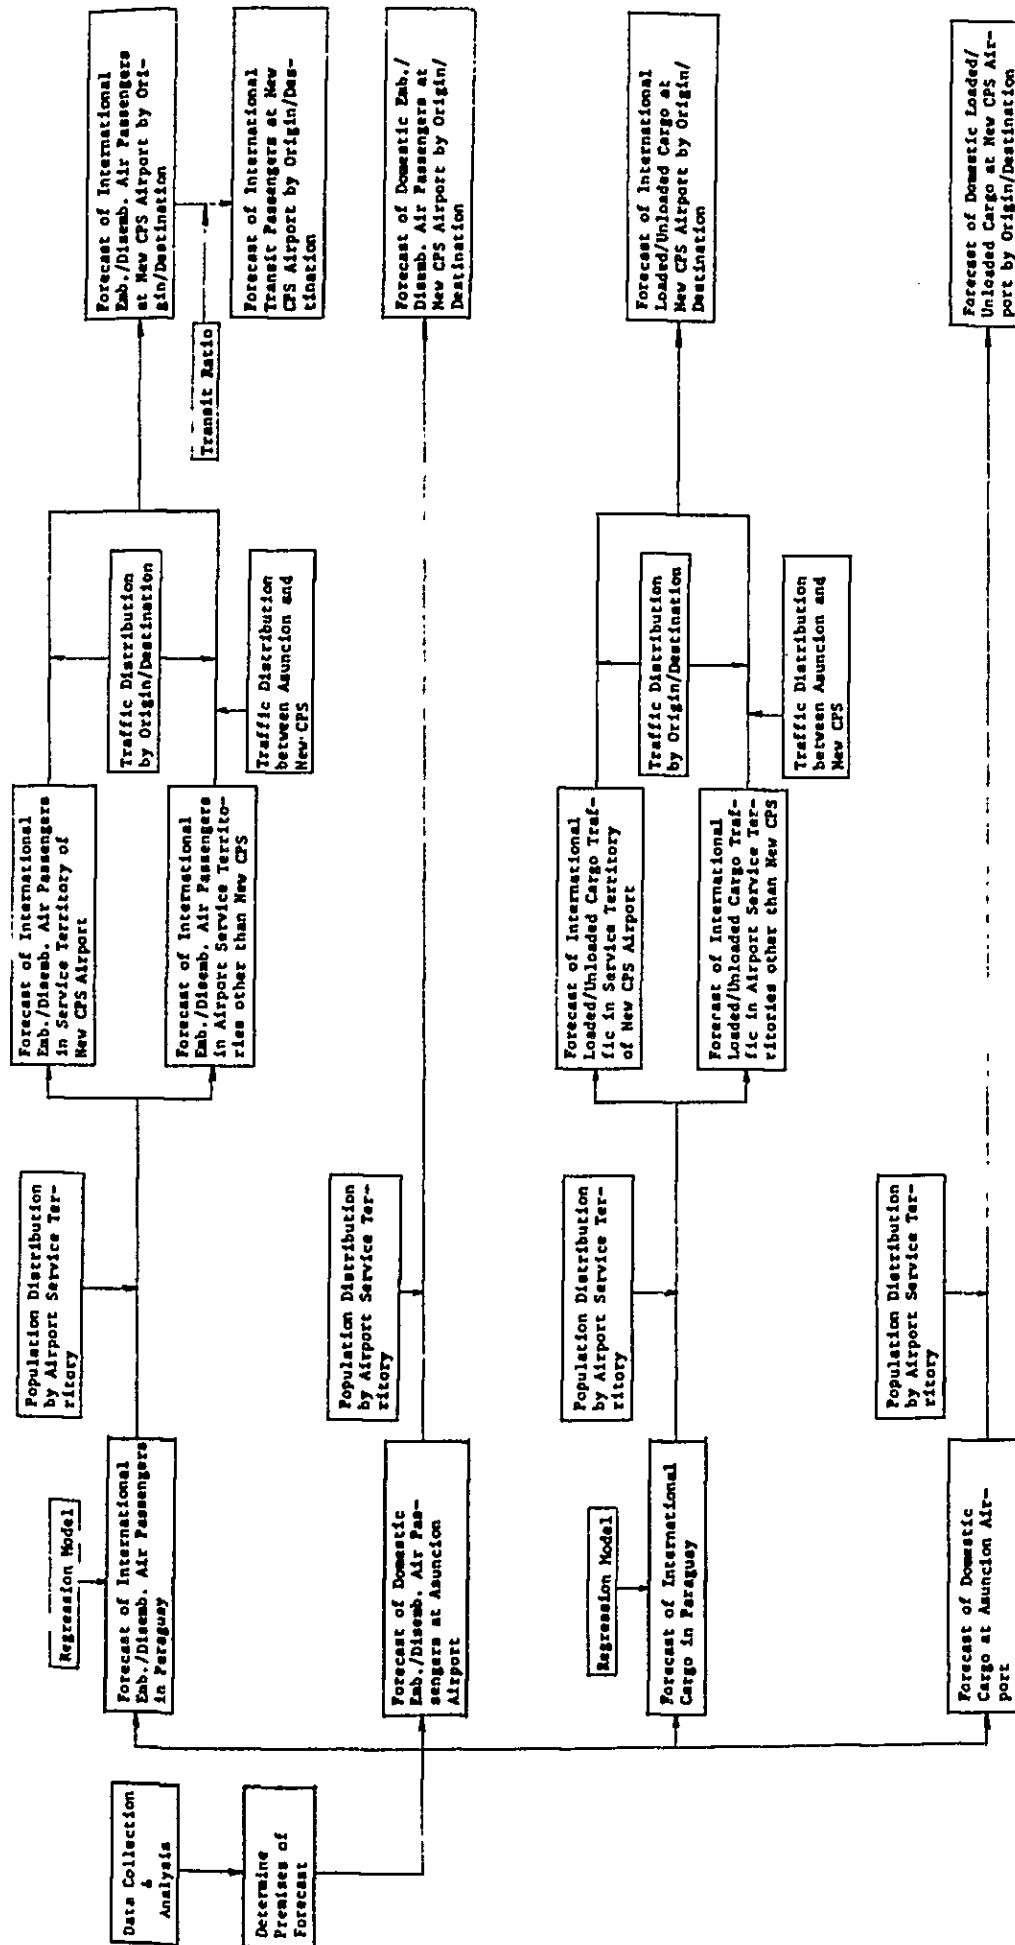 Data Collection
&
Analysis
Determine
Premises of
Forecast
Regression Model
Forecast of International
Emb./Disemb. Air Passengers
in Paraguay
Population Distribution
by Airport Service Ter-
ritory
Forecast of International
Emb./Disemb. Air Passengers
in Service Territory of
New CPS Airport
Forecast of International
Emb./Disemb. Air Passengers
in Airport Service Territo-
ries other than New CPS
Traffic Distribution
by Origin/Destination
Traffic Distribution
between Asuncion and
New CPS
Forecast of International
Emb./Disemb. Air Passengers
at New CPS Airport by Ori-
gin/Destination
Transit Ratio
Forecast of International
Transit Passengers at New
CPS Airport by Origin/Des-
tination
Forecast of Domestic
Emb./Disemb. Air Pas-
sengers at Asuncion
Airport
Population Distribution
by Airport Service Ter-
ritory
Forecast of Domestic Emb./
Disemb. Air Passengers at
New CPS Airport by Origin/
Destination
Regression Model
Forecast of International
Cargo in Paraguay
Population Distribution
by Airport Service Ter-
ritory
Forecast of International
Loaded/Unloaded Cargo Traf-
fic in Service Territory
of New CPS Airport
Forecast of International
Loaded/Unloaded Cargo Traf-
fic in Airport Service Ter-
ritories other than New CPS
Traffic Distribution
by Origin/Destination
Traffic Distribution
between Asuncion and
New CPS
Forecast of International
Loaded/Unloaded Cargo at
New CPS Airport by Origin/
Destination
Forecast of Domestic
Cargo at Asuncion Air-
port
Population Distribution
by Airport Service Ter-
ritory
Forecast of Domestic Loaded/
Unloaded Cargo at New CPS Air-
port by Origin/Destination